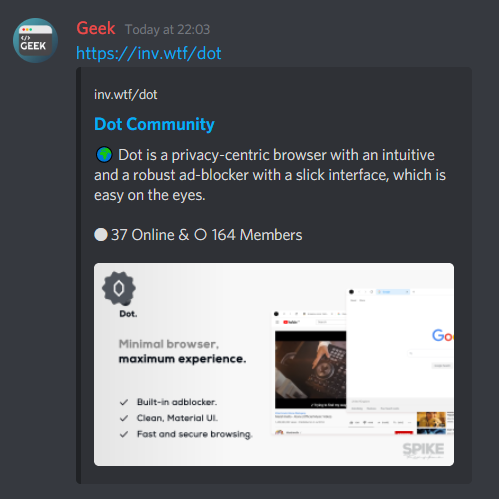 Geek Today at 22:03
</>
GEEK
https://inv.wtf/dot
inv.wtf/dot
Dot Community
Dot is a privacy-centric browser with an intuitive
and a robust ad-blocker with a slick interface, which is
easy on the eyes.
37 Online & 164 Members
Dot.
Minimal browser,
maximum experience.
Built-in adblocker.
Clean, Material UI.
Fast and secure browsing.
YouTube
Goo
SPIKE